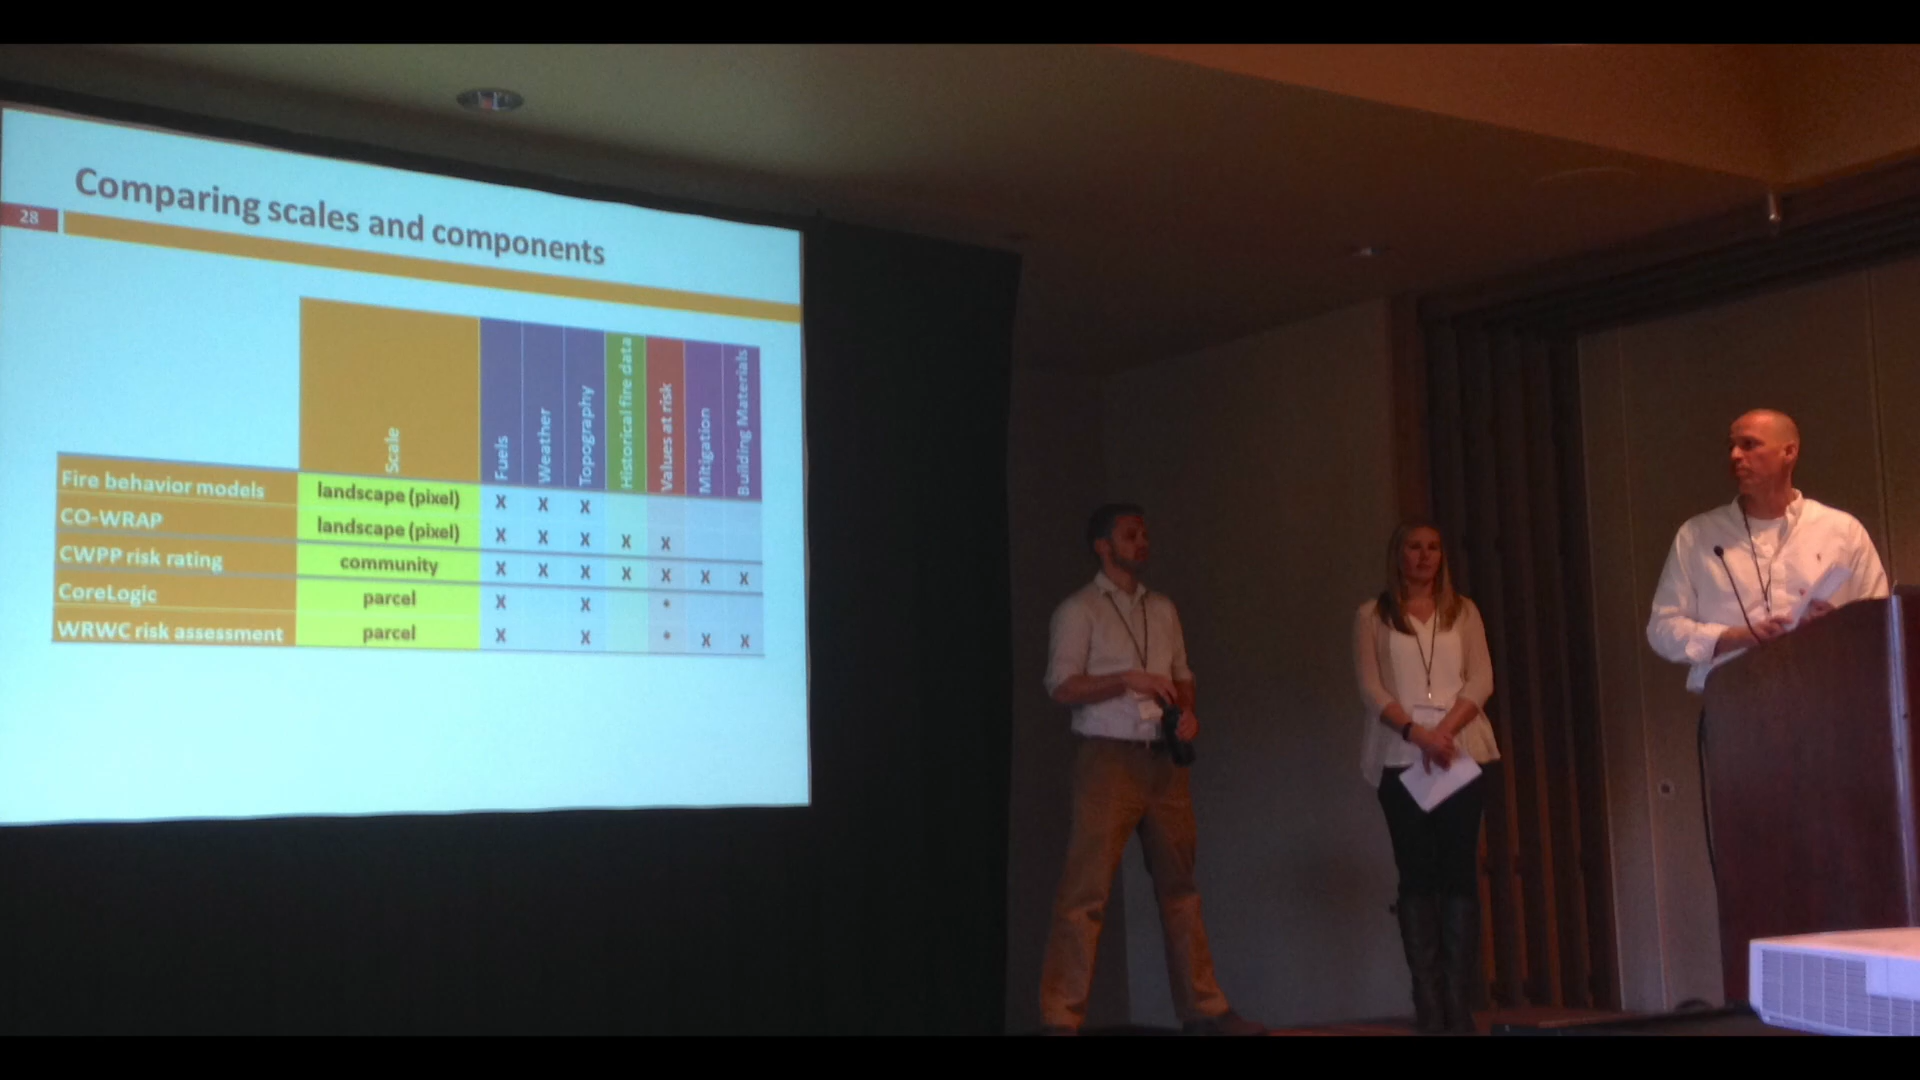 Comparing scales and components
28
Scale Fuels Weather Topography Historical fire data Values at risk Mitigation Building Materials
Fire behavior models landscape (pixel) X X X
CO-WRAP landscape (pixel) X X X X X
CWPP risk rating community X X X X X X X
CoreLogic parcel X X *
WRWC risk assessment parcel X X * X X